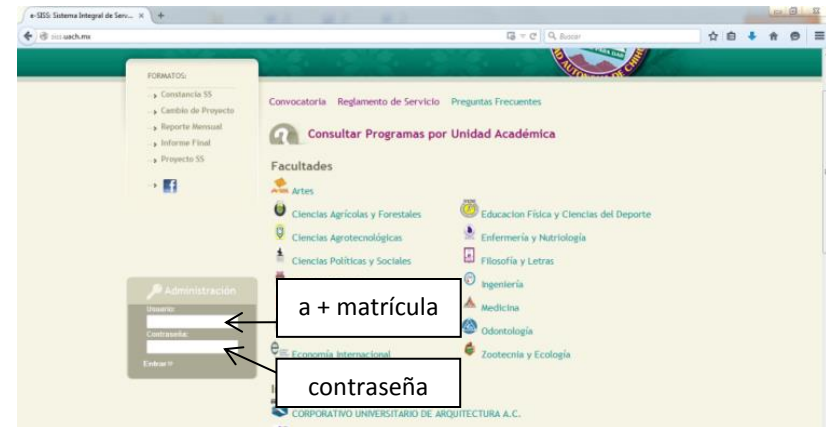 e-SISS: Sistema Integral de Serv...
siss.uach.mx
Buscar
FORMATOS:
Constancia SS
Cambio de Proyecto
Reporte Mensual
Informe Final
Proyecto SS
Convocatoria Reglamento de Servicio Preguntas Frecuentes
Consultar Programas por Unidad Académica
Facultades
Artes
Ciencias Agrícolas y Forestales
Educacion Física y Ciencias del Deporte
Ciencias Agrotecnológicas
Enfermería y Nutriología
Ciencias Políticas y Sociales
Filosofía y Letras
Ingeniería
Medicina
Odontología
Economía Internacional
Zootecnia y Ecología
CORPORATIVO UNIVERSITARIO DE ARQUITECTURA A.C.
Administración
Usuario:
Contraseña:
Entrar
a + matrícula
contraseña